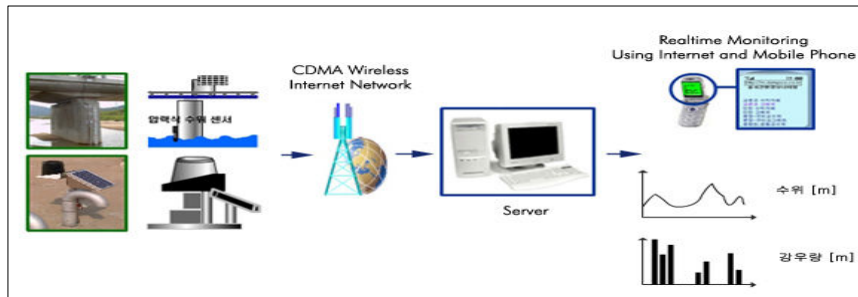 Realtime Monitoring
Using Internet and Mobile Phone
CDMA Wireless
Internet Network
압력식 수위 센서
Server
수위 [m]
강우량 [m]